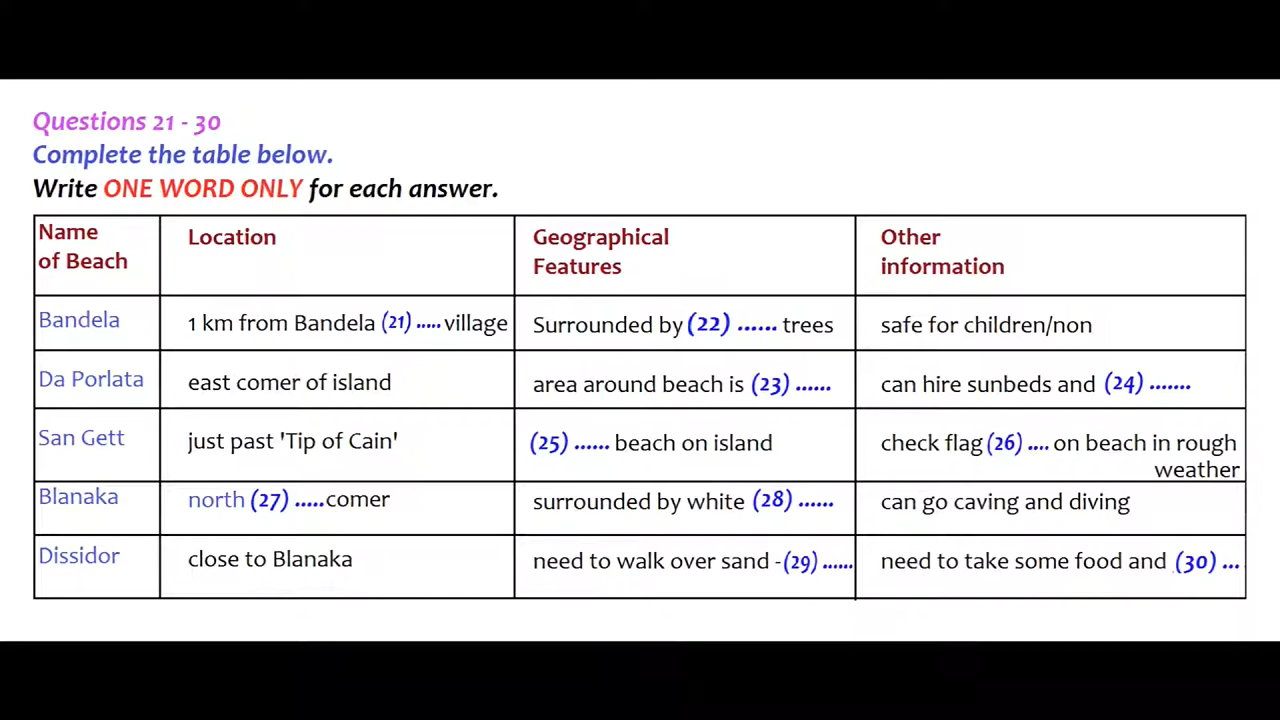 Questions 21 - 30
Complete the table below.
Write ONE WORD ONLY for each answer.
Name of Beach Location Geographical Features Other information
Bandela 1 km from Bandela (21) ..... village Surrounded by (22) ...... trees safe for children/non
Da Porlata east comer of island area around beach is (23) ...... can hire sunbeds and (24) .......
San Gett just past 'Tip of Cain' (25) ...... beach on island check flag (26) .... on beach in rough weather
Blanaka north (27) .....comer surrounded by white (28) ...... can go caving and diving
Dissidor close to Blanaka need to walk over sand -(29) ...... need to take some food and (30) ...